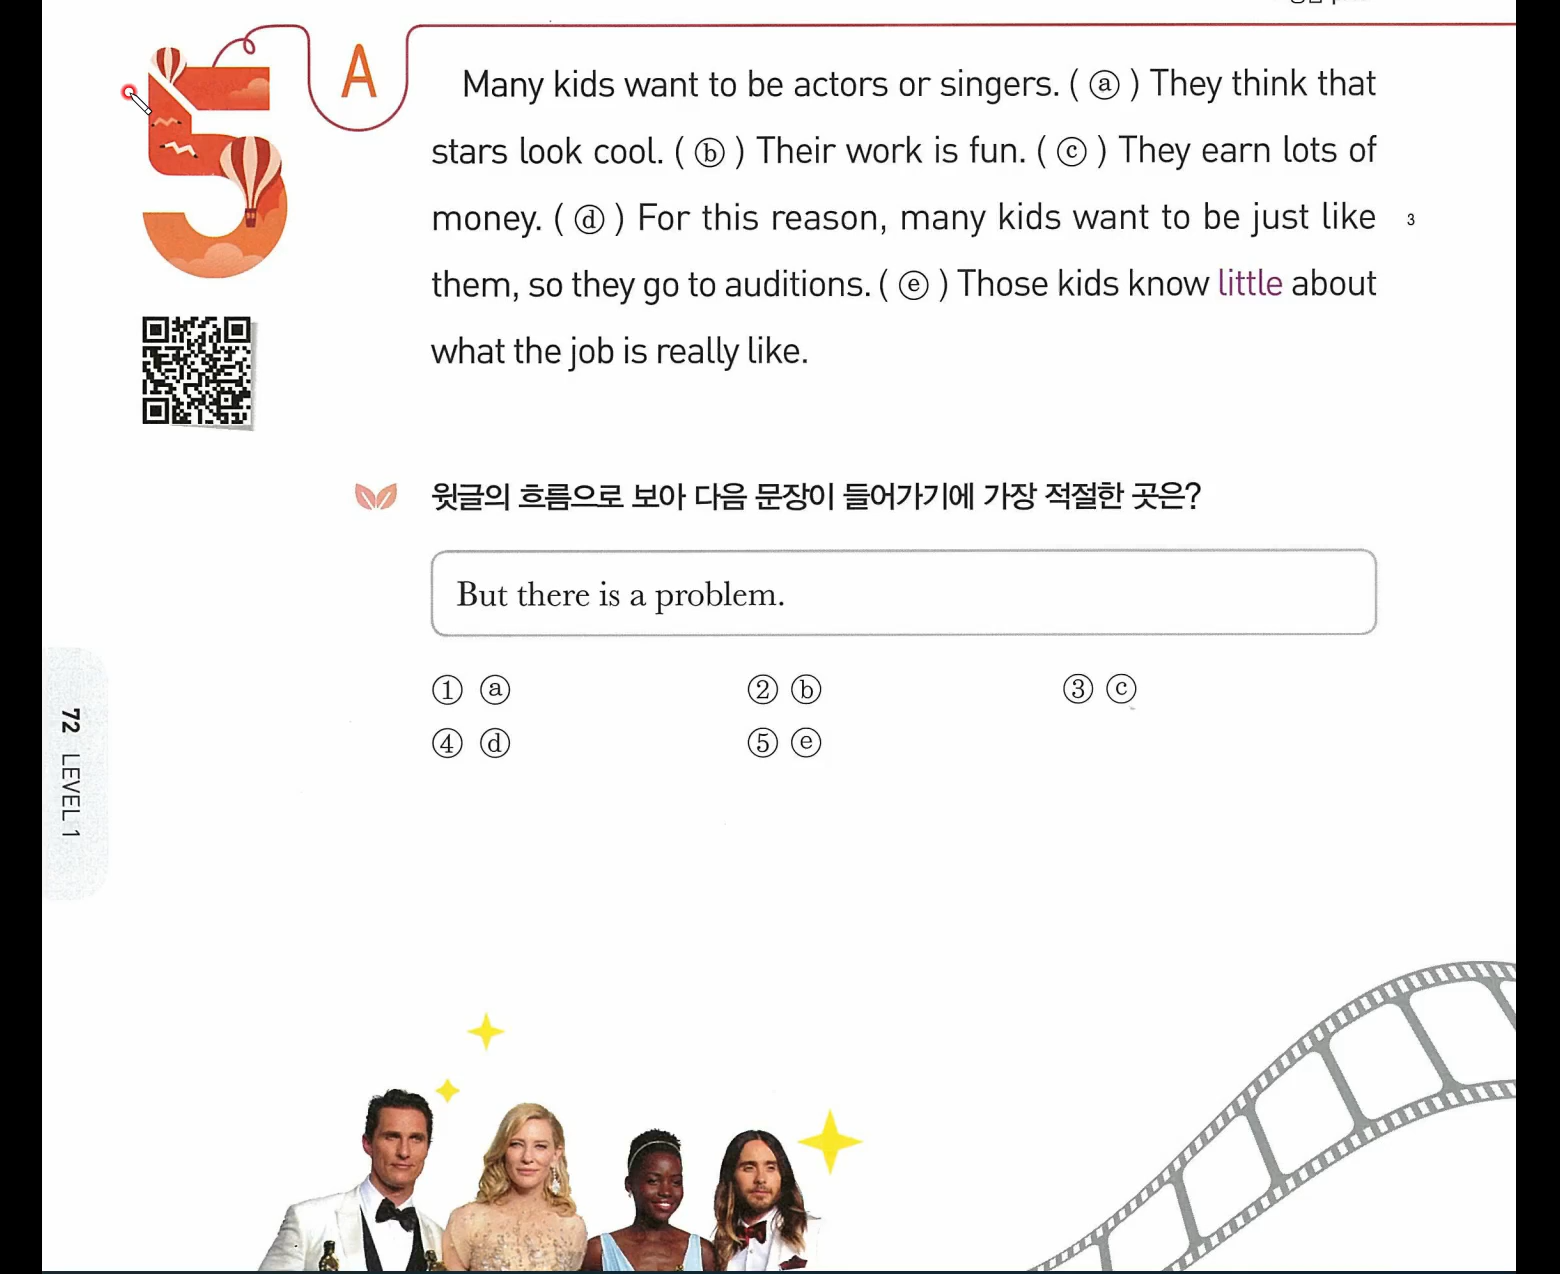 5
A
Many kids want to be actors or singers. ( ⓐ ) They think that
stars look cool. ( ⓑ ) Their work is fun. ( ⓒ ) They earn lots of
money. ( ⓓ ) For this reason, many kids want to be just like 3
them, so they go to auditions. ( ⓔ ) Those kids know little about
what the job is really like.
윗글의 흐름으로 보아 다음 문장이 들어가기에 가장 적절한 곳은?
But there is a problem.
① ⓐ ② ⓑ ③ ⓒ
④ ⓓ ⑤ ⓔ
72 LEVEL 1